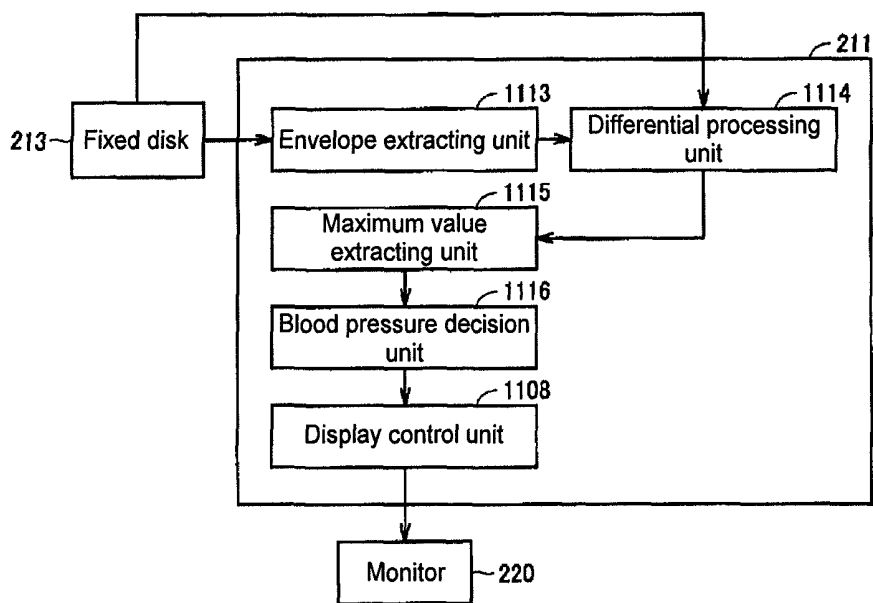 211
1113
1114
213
Fixed disk
Envelope extracting unit
Differential processing
unit
1115
Maximum value
extracting unit
1116
Blood pressure decision
unit
1108
Display control unit
Monitor
220